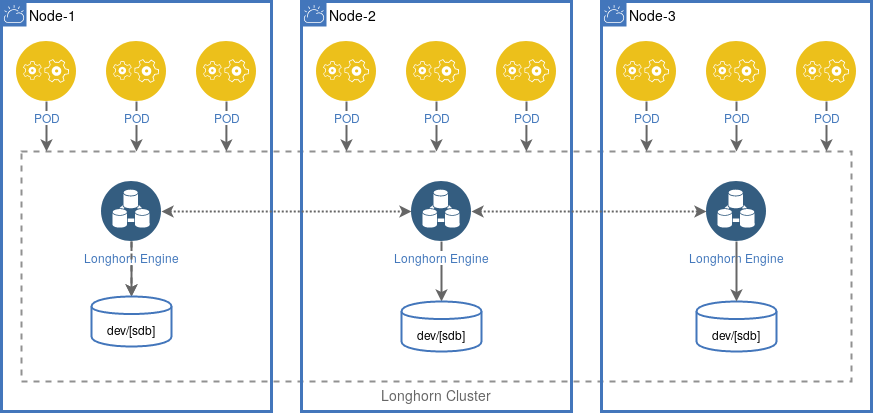 Node-1
Node-2
Node-3
POD
POD
POD
POD
POD
POD
POD
POD
POD
Longhorn Engine
Longhorn Engine
Longhorn Engine
dev/[sdb]
dev/[sdb]
dev/[sdb]
Longhorn Cluster